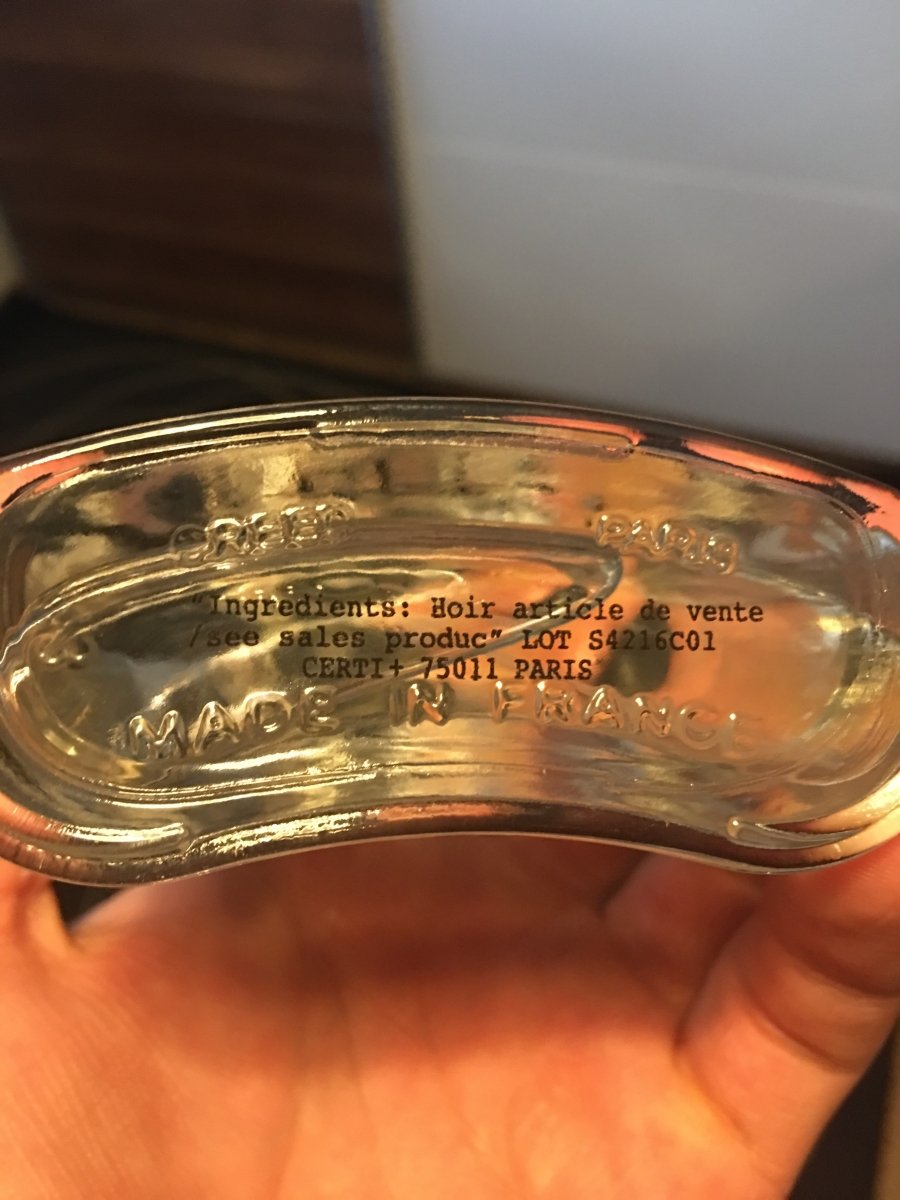 CREED PARIS
"Ingredients: Hoir article de vente
/see sales produc" LOT S4216C01
CERTI+ 75011 PARIS
MADE IN FRANCE